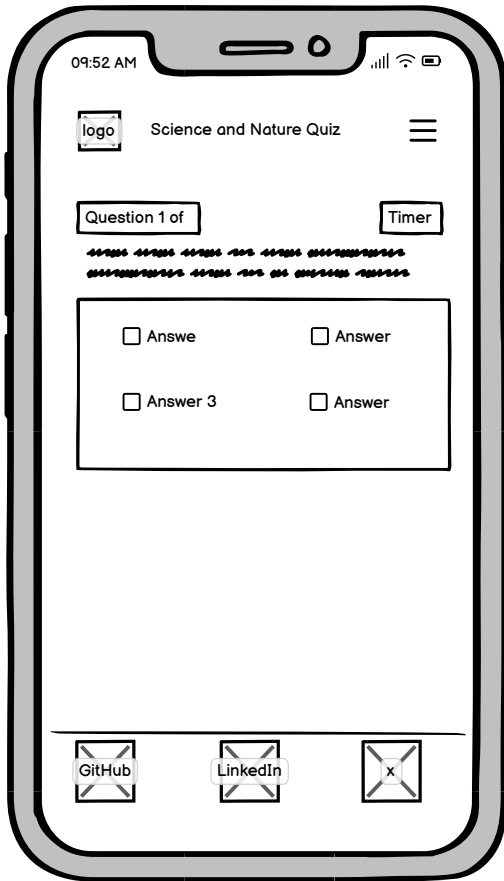 09:52 AM
logo Science and Nature Quiz
Question 1 of Timer
Answe Answer
Answer 3 Answer
GitHub LinkedIn x